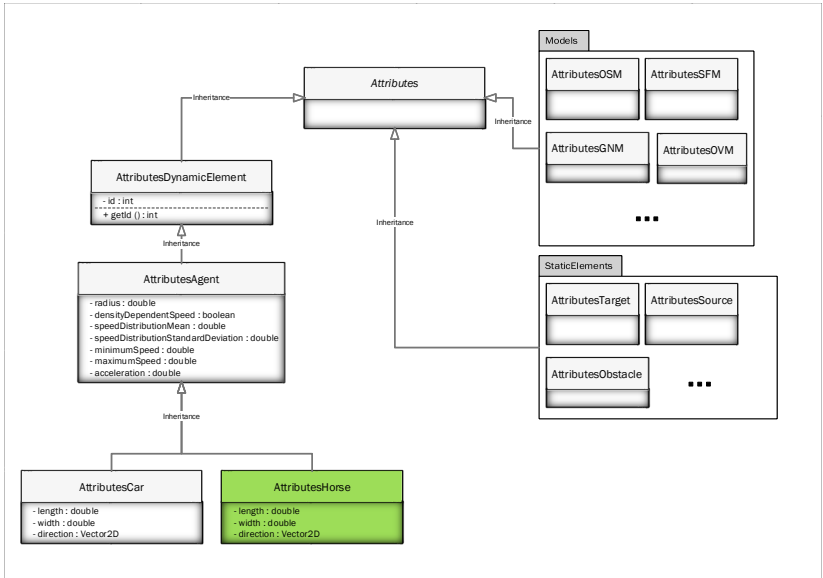 Models
Attributes
AttributesOSM
AttributesSFM
Inheritance
Inheritance
AttributesGNM
AttributesOVM
...
AttributesDynamicElement
- id : int
+ getId () : int
Inheritance
Inheritance
StaticElements
AttributesAgent
- radius : double
- densityDependentSpeed : boolean
- speedDistributionMean : double
- speedDistributionStandardDeviation : double
- minimumSpeed : double
- maximumSpeed : double
- acceleration : double
AttributesTarget
AttributesSource
AttributesObstacle
...
Inheritance
AttributesCar
- length : double
- width : double
- direction : Vector2D
AttributesHorse
- length : double
- width : double
- direction : Vector2D